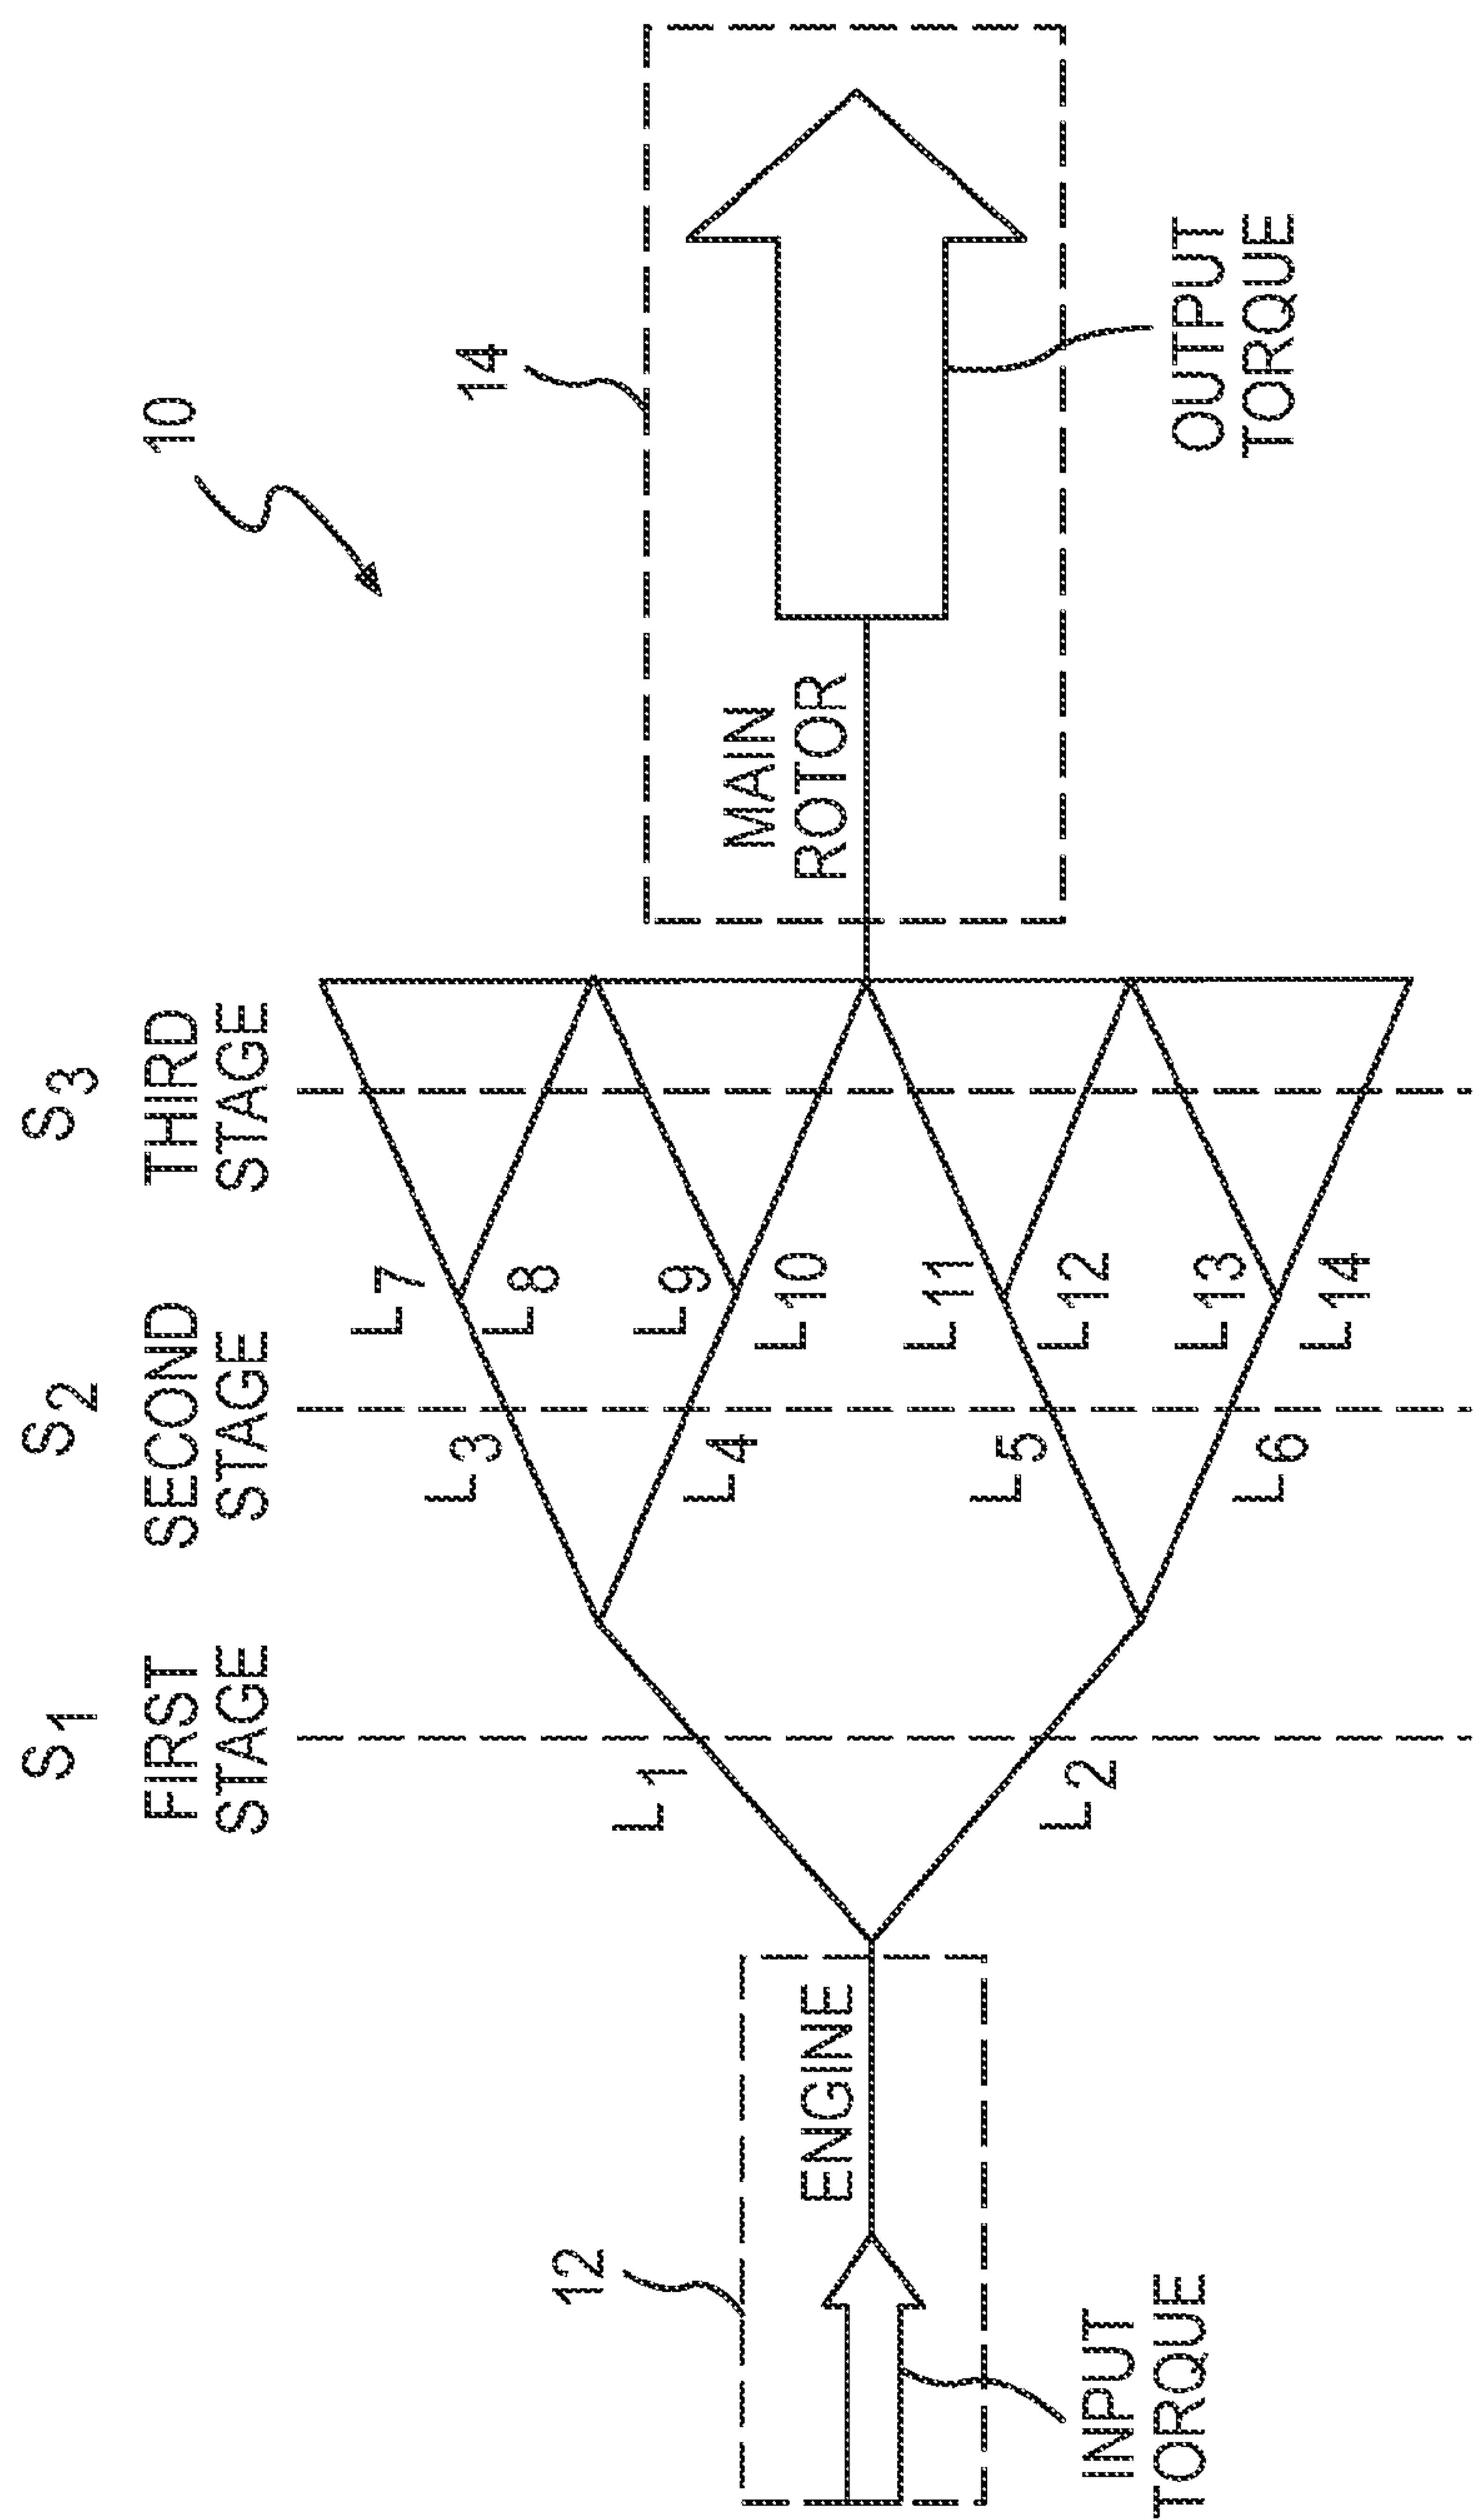 10
S1
FIRST
STAGE
S2
SECOND
STAGE
S3
THIRD
STAGE
12
ENGINE
INPUT
TORQUE
L1
L2
L3
L4
L5
L6
L7
L8
L9
L10
L11
L12
L13
L14
14
MAIN
ROTOR
OUTPUT
TORQUE